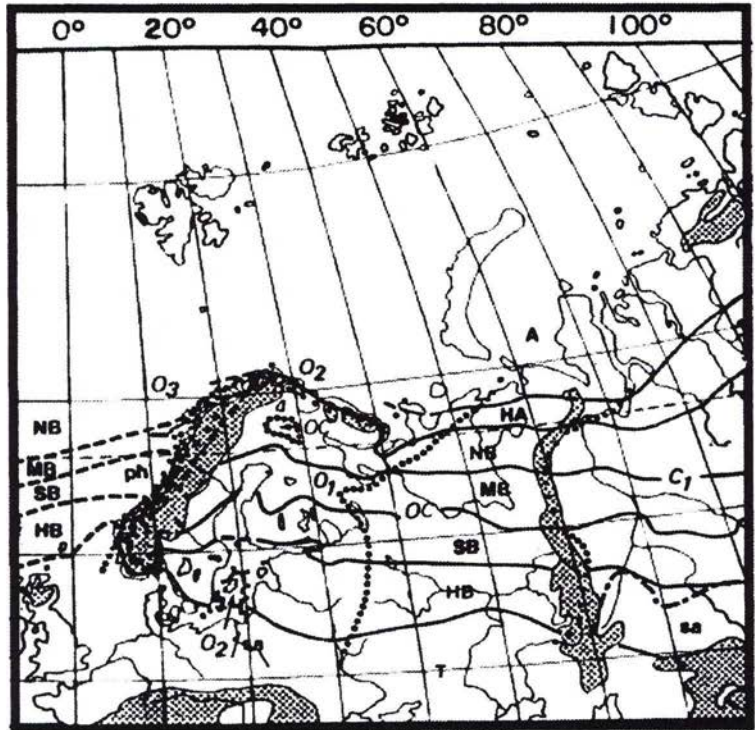 0° 20° 40° 60° 80° 100°
A
O₃ O₂
HA
NB OC NB
MB ph MB C₁
SB O₁ OC
HB SB
HB
O₂ sa sa
T